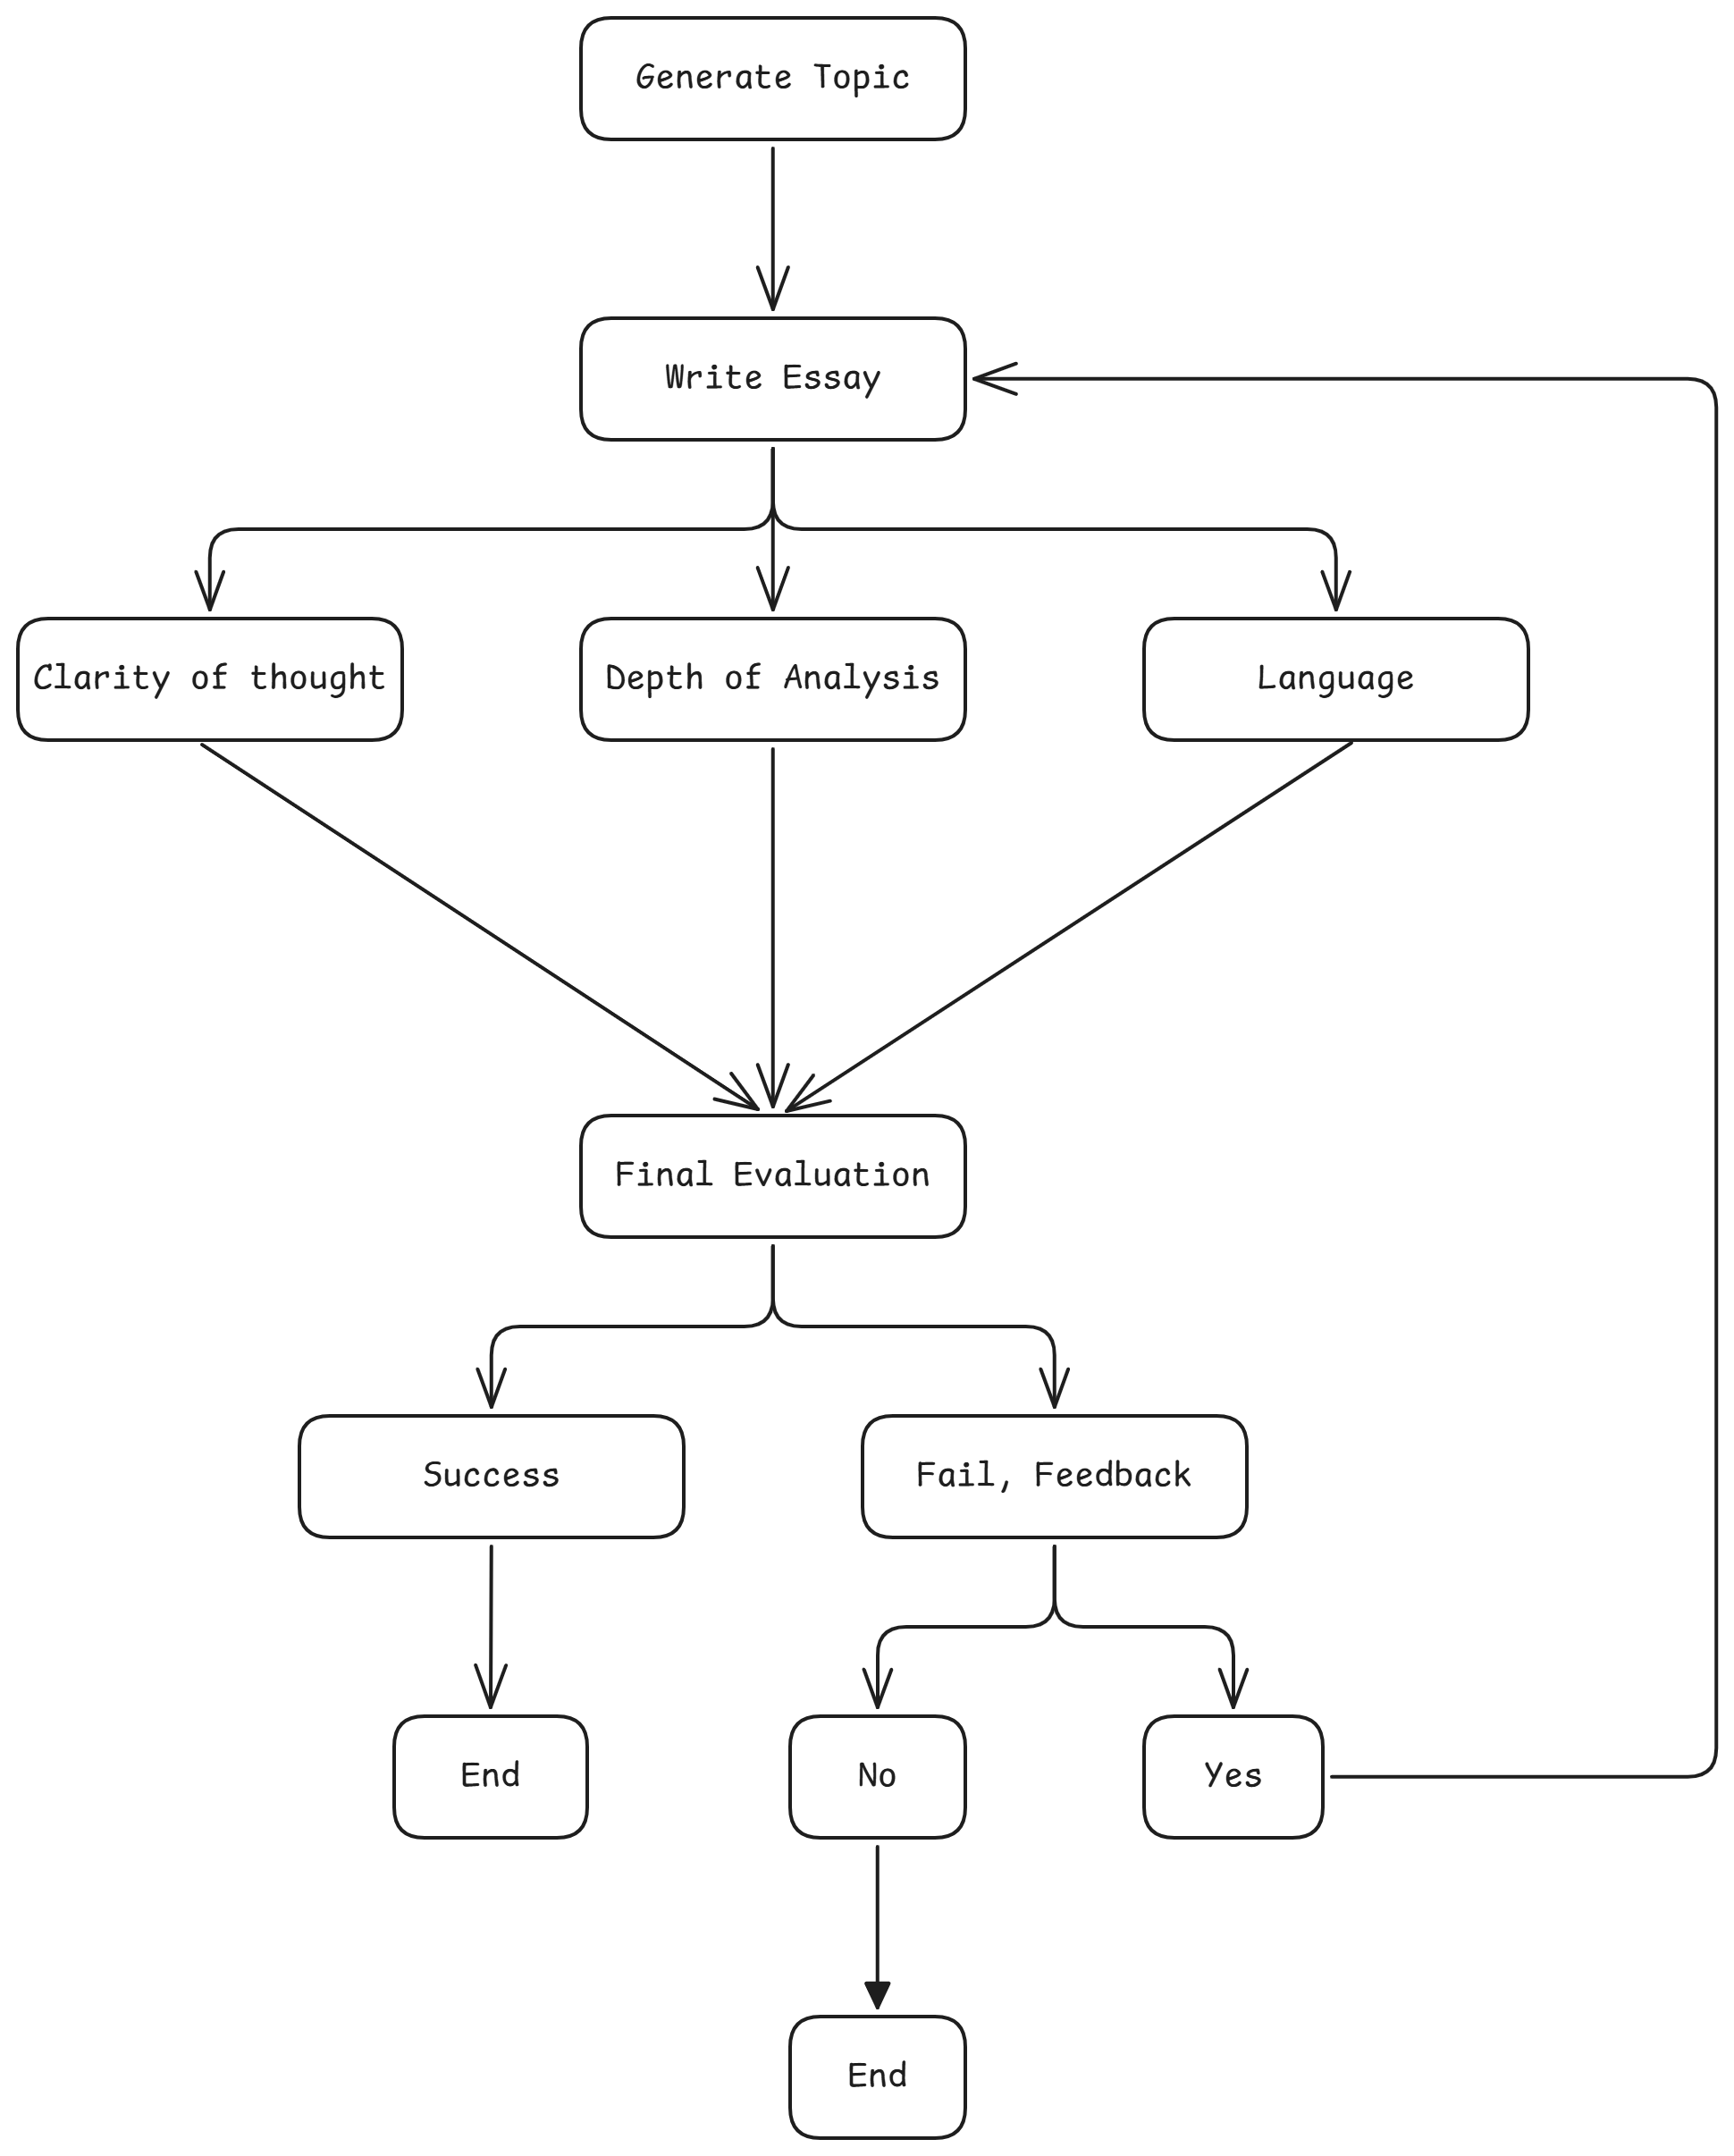 Generate Topic
Write Essay
Clarity of thought
Depth of Analysis
Language
Final Evaluation
Success
Fail, Feedback
End
No
Yes
End